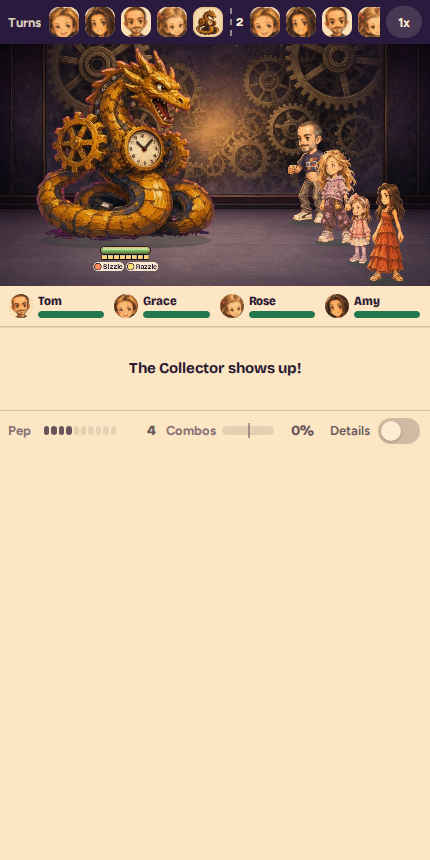 Turns 2 1x
Sizzle Razzle
Tom Grace Rose Amy
The Collector shows up!
Pep 4 Combos 0% Details